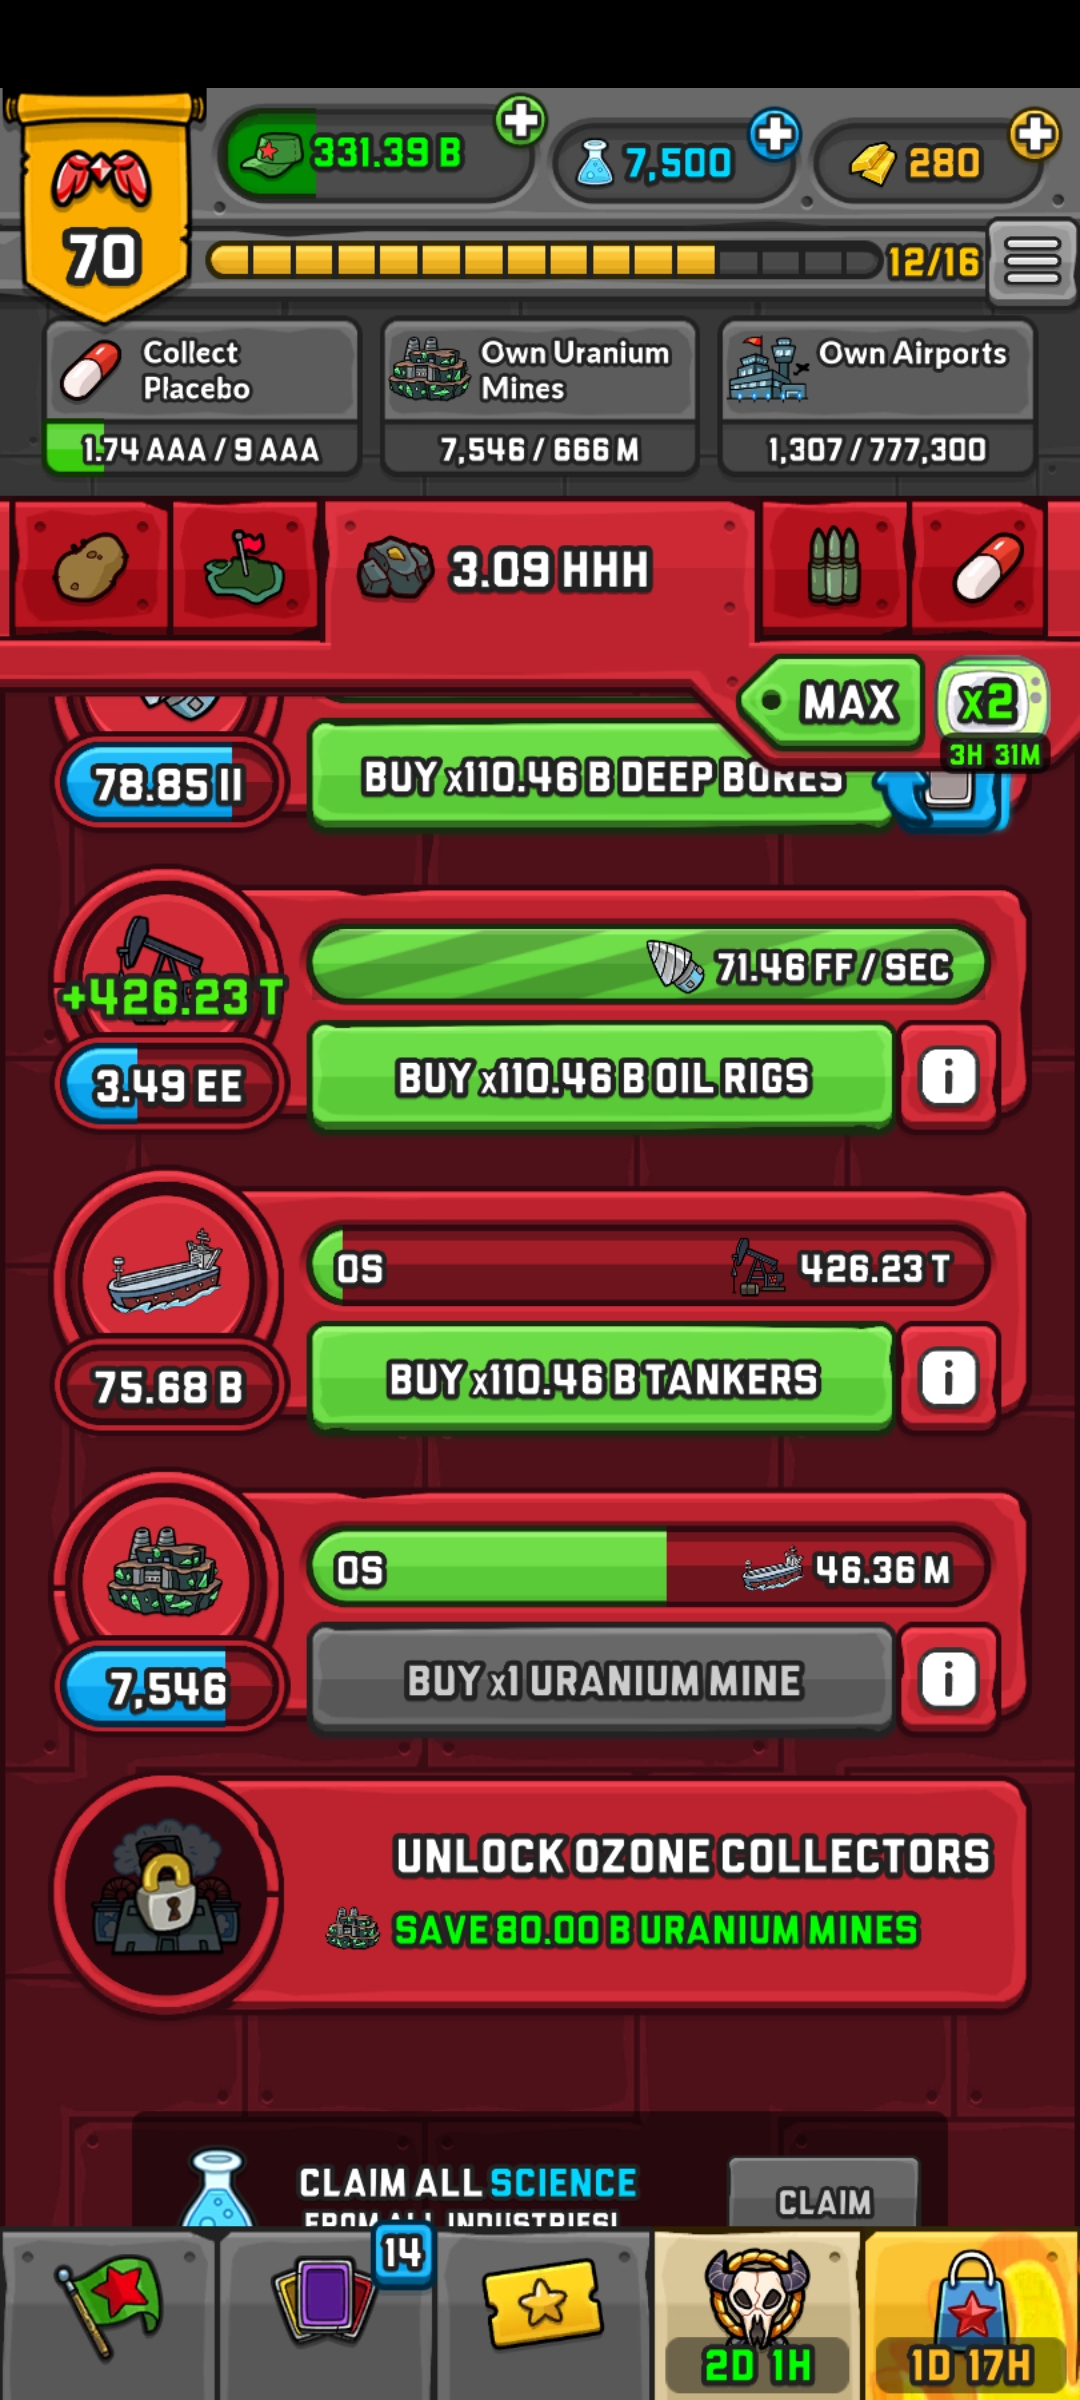 331.39 B
7,500
280
70
12/16
Collect
Placebo
1.74 AAA / 9 AAA
Own Uranium
Mines
7,546 / 666 M
Own Airports
1,307 / 777,300
3.09 HHH
MAX
x2
3H 31M
78.85 II
BUY x110.46 B DEEP BORES
+426.23 T
71.46 FF / SEC
3.49 EE
BUY x110.46 B OIL RIGS
i
0S
426.23 T
75.68 B
BUY x110.46 B TANKERS
i
0S
46.36 M
7,546
BUY x1 URANIUM MINE
i
UNLOCK OZONE COLLECTORS
SAVE 80.00 B URANIUM MINES
CLAIM ALL SCIENCE
FROM ALL INDUSTRIES!
CLAIM
14
2D 1H
1D 17H